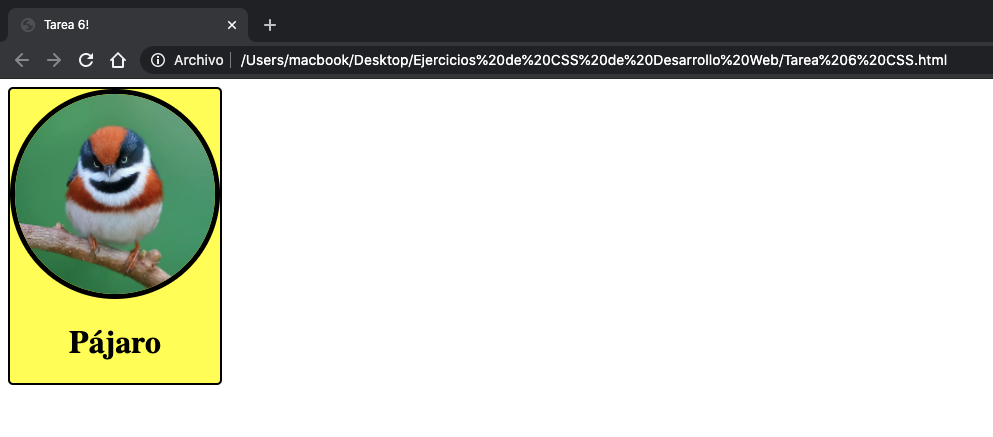 Tarea 6!
Archivo /Users/macbook/Desktop/Ejercicios%20de%20CSS%20de%20Desarrollo%20Web/Tarea%206%20CSS.html
Pájaro